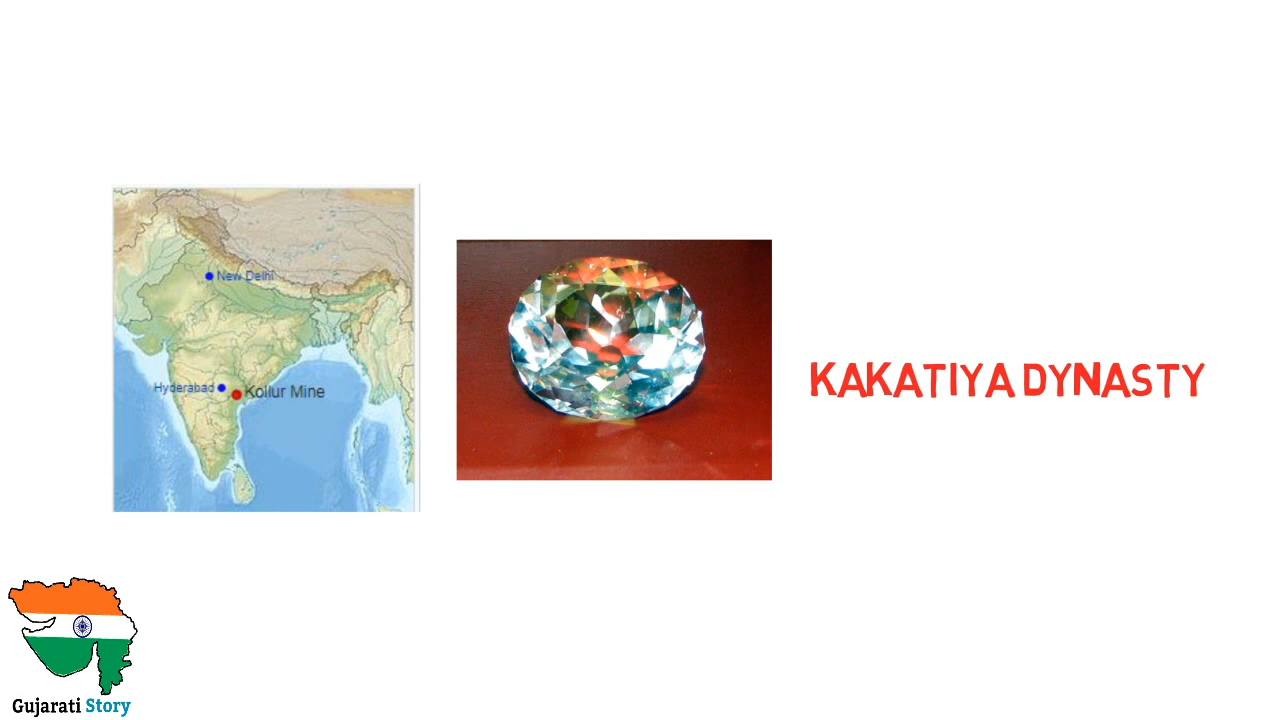 New Delhi
Hyderabad
Kollur Mine
KAKATIYA DYNASTY
Gujarati Story